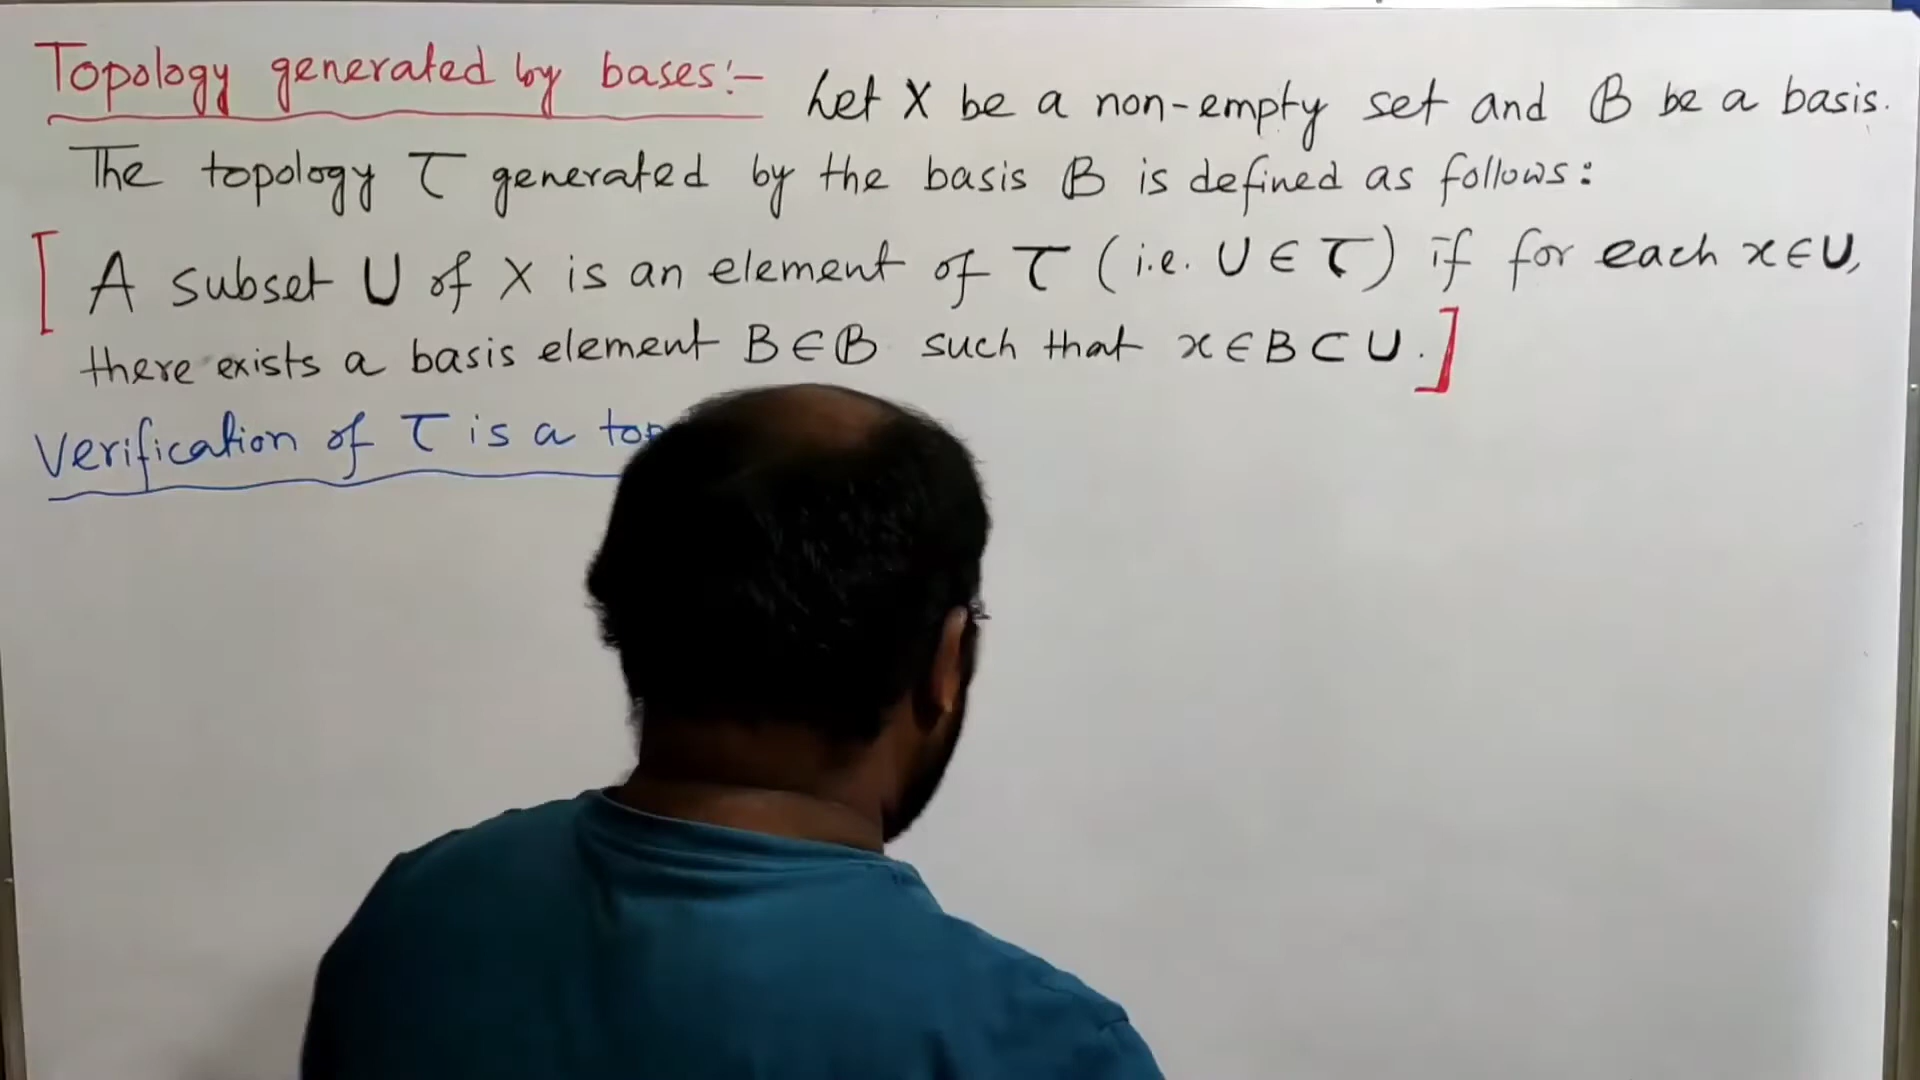 Topology generated by bases:- Let X be a non-empty set and 𝔹 be a basis.
The topology τ generated by the basis 𝔹 is defined as follows:
[ A subset U of X is an element of τ (i.e. U ∈ τ) if for each x ∈ U,
there exists a basis element B ∈ 𝔹 such that x ∈ B ⊂ U. ]
Verification of τ is a